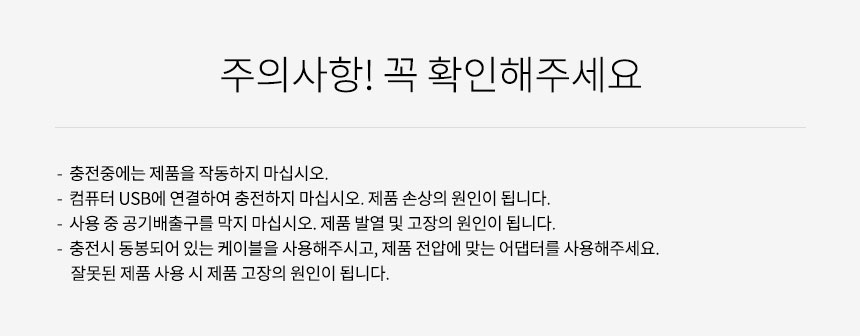 주의사항! 꼭 확인해주세요
- 충전중에는 제품을 작동하지 마십시오.
- 컴퓨터 USB에 연결하여 충전하지 마십시오. 제품 손상의 원인이 됩니다.
- 사용 중 공기배출구를 막지 마십시오. 제품 발열 및 고장의 원인이 됩니다.
- 충전시 동봉되어 있는 케이블을 사용해주시고, 제품 전압에 맞는 어댑터를 사용해주세요.
잘못된 제품 사용 시 제품 고장의 원인이 됩니다.